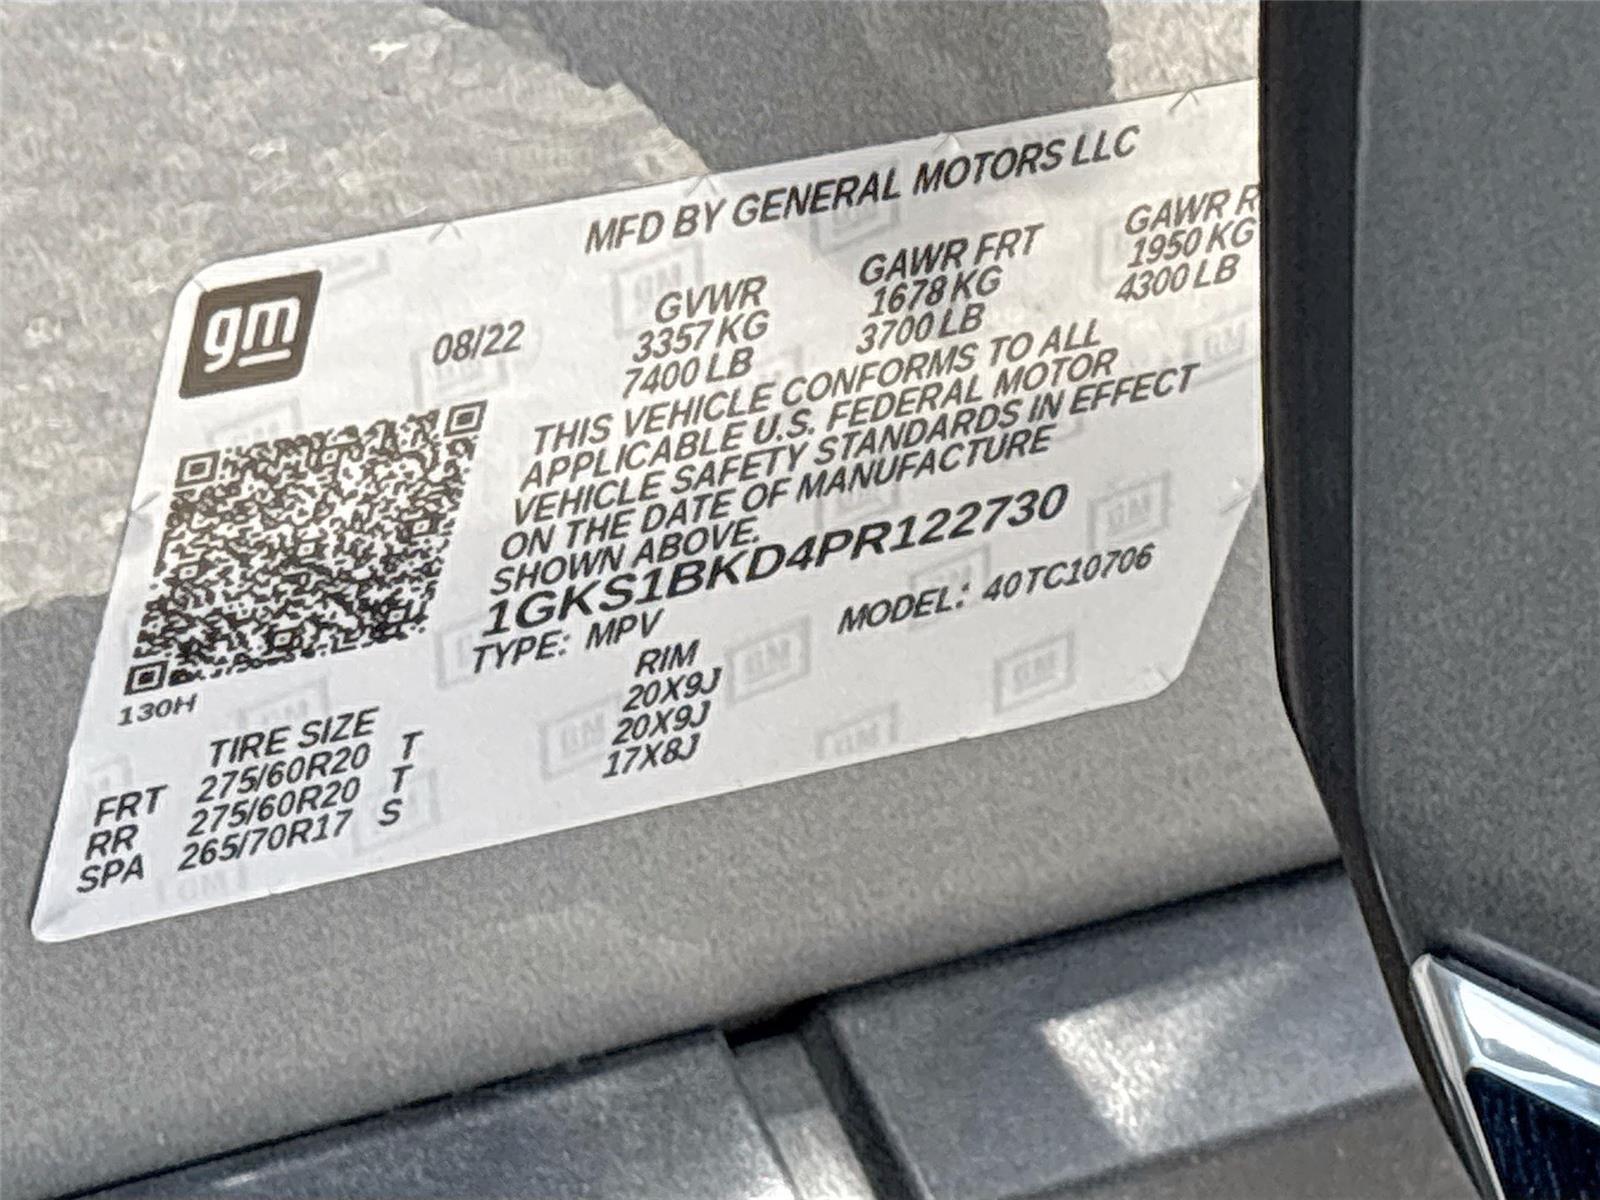 gm
MFD BY GENERAL MOTORS LLC
08/22
GVWR GAWR FRT GAWR R
3357 KG 1678 KG 1950 KG
7400 LB 3700 LB 4300 LB
THIS VEHICLE CONFORMS TO ALL
APPLICABLE U.S. FEDERAL MOTOR
VEHICLE SAFETY STANDARDS IN EFFECT
ON THE DATE OF MANUFACTURE
SHOWN ABOVE.
1GKS1BKD4PR122730
TYPE: MPV MODEL: 40TC10706
130H
TIRE SIZE RIM
FRT 275/60R20 T 20X9J
RR 275/60R20 T 20X9J
SPA 265/70R17 S 17X8J